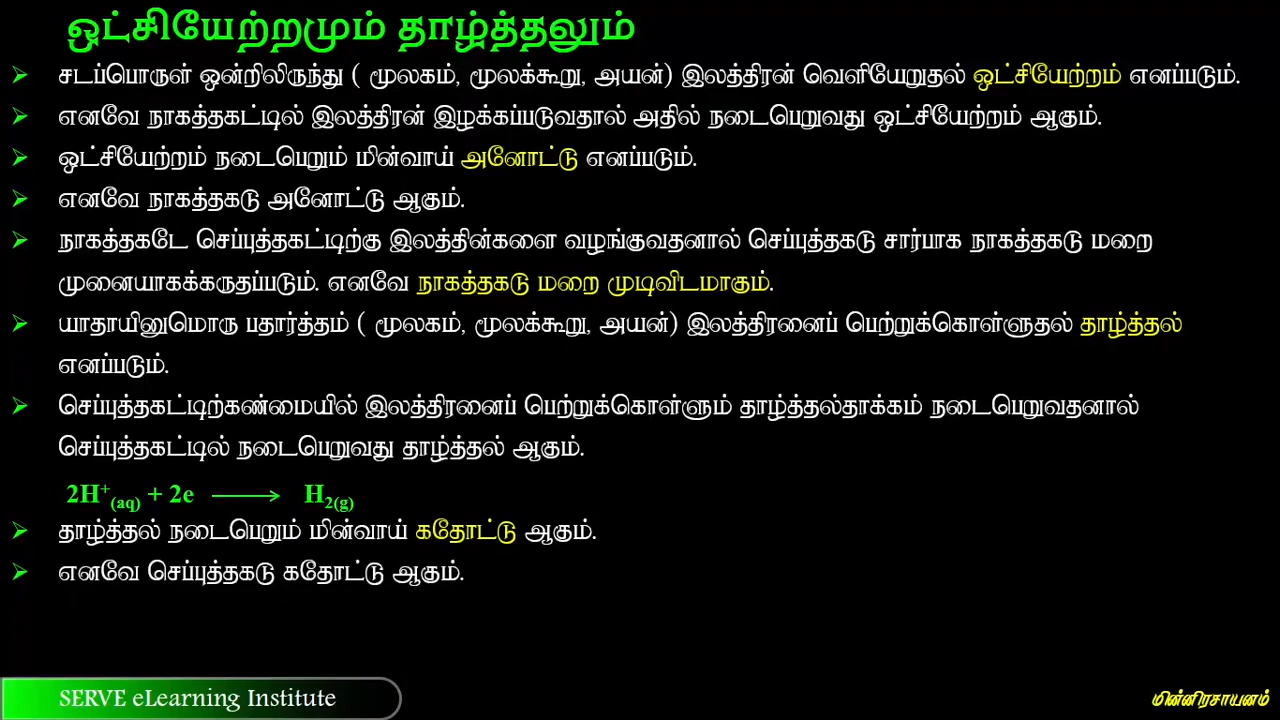 ஒட்சியேற்றமும் தாழ்த்தலும்
➢ சடப்பொருள் ஒன்றிலிருந்து ( மூலகம், மூலக்கூறு, அயன்) இலத்திரன் வெளியேறுதல் ஒட்சியேற்றம் எனப்படும்.
➢ எனவே நாகத்தகட்டில் இலத்திரன் இழக்கப்படுவதால் அதில் நடைபெறுவது ஒட்சியேற்றம் ஆகும்.
➢ ஒட்சியேற்றம் நடைபெறும் மின்வாய் அனோட்டு எனப்படும்.
➢ எனவே நாகத்தகடு அனோட்டு ஆகும்.
➢ நாகத்தகடே செப்புத்தகட்டிற்கு இலத்தின்களை வழங்குவதனால் செப்புத்தகடு சார்பாக நாகத்தகடு மறை
முனையாகக்கருதப்படும். எனவே நாகத்தகடு மறை முடிவிடமாகும்.
➢ யாதாயினுமொரு பதார்த்தம் ( மூலகம், மூலக்கூறு, அயன்) இலத்திரனைப் பெற்றுக்கொள்ளுதல் தாழ்த்தல்
எனப்படும்.
➢ செப்புத்தகட்டிற்கண்மையில் இலத்திரனைப் பெற்றுக்கொள்ளும் தாழ்த்தல்தாக்கம் நடைபெறுவதனால்
செப்புத்தகட்டில் நடைபெறுவது தாழ்த்தல் ஆகும்.
2H⁺(aq) + 2e ⟶ H₂(g)
➢ தாழ்த்தல் நடைபெறும் மின்வாய் கதோட்டு ஆகும்.
➢ எனவே செப்புத்தகடு கதோட்டு ஆகும்.
SERVE eLearning Institute
மின்னிரசாயனம்